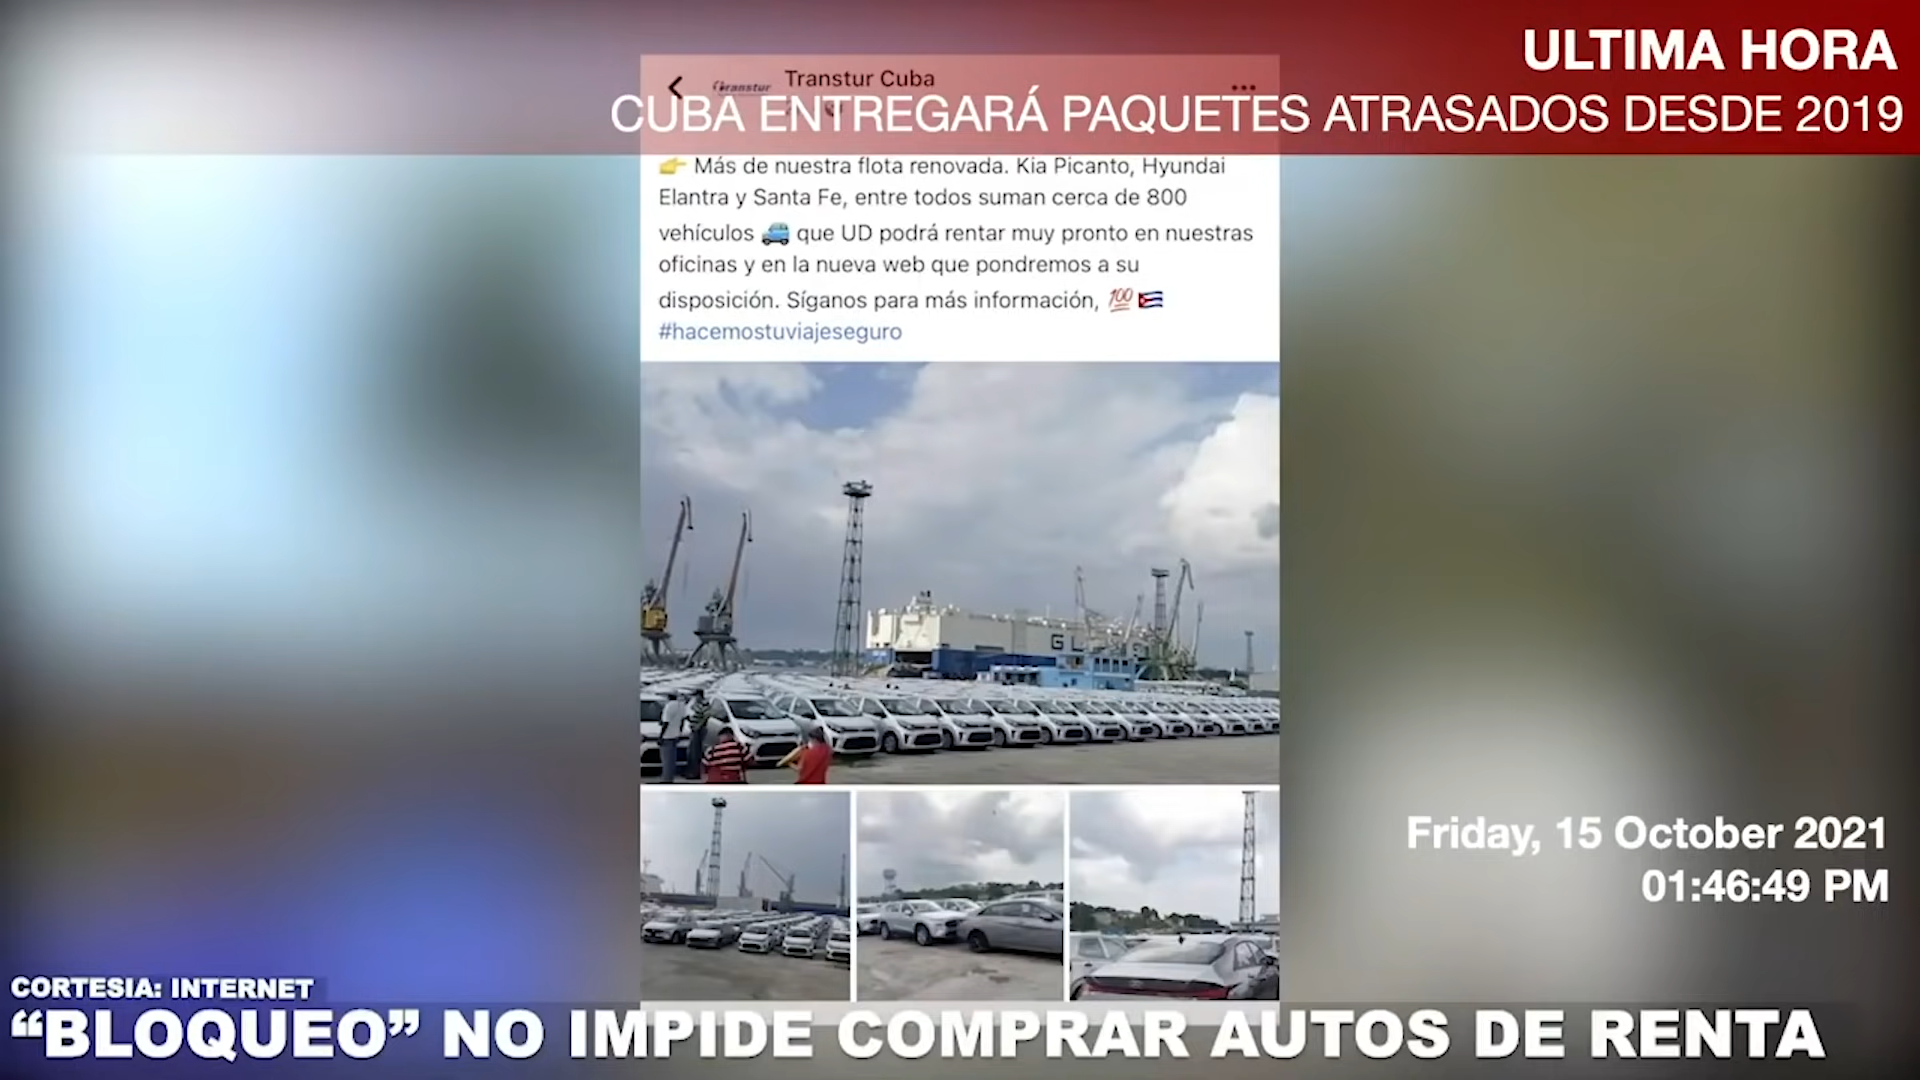 ULTIMA HORA
CUBA ENTREGARÁ PAQUETES ATRASADOS DESDE 2019
Transtur
Transtur Cuba
👉 Más de nuestra flota renovada. Kia Picanto, Hyundai
Elantra y Santa Fe, entre todos suman cerca de 800
vehículos 🚙 que UD podrá rentar muy pronto en nuestras
oficinas y en la nueva web que pondremos a su
disposición. Síganos para más información, 💯 🇨🇺
#hacemostuviajeseguro
Friday, 15 October 2021
01:46:49 PM
CORTESIA: INTERNET
“BLOQUEO” NO IMPIDE COMPRAR AUTOS DE RENTA